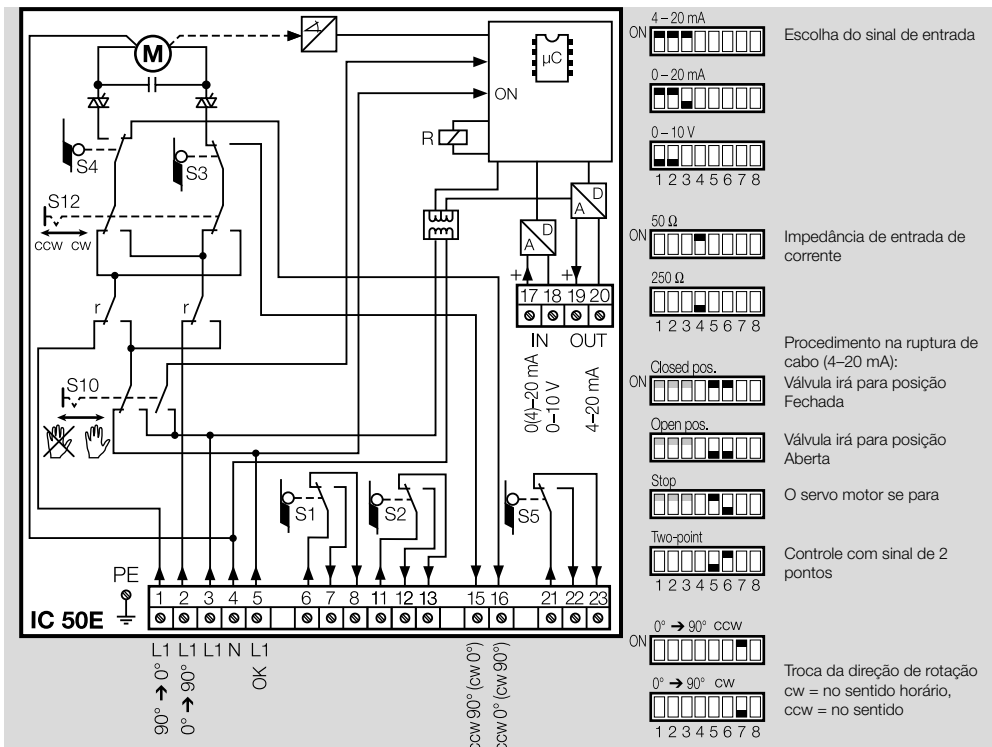 M
µC
ON
R
S4
S3
S12
ccw cw
D
A
D
A
+
+
17 18 19 20
IN OUT
0(4)–20 mA
0–10 V
4–20 mA
r
r
S10
S1
S2
S5
PE
1 2 3 4 5 6 7 8 11 12 13 15 16 21 22 23
IC 50E
L1 L1 L1 N L1
90° ➔ 0°
0° ➔ 90°
OK
ccw 90° (cw 0°)
ccw 0° (cw 90°)
4–20 mA
ON
Escolha do sinal de entrada
0–20 mA
0–10 V
1 2 3 4 5 6 7 8
50 Ω
ON
Impedância de entrada de
corrente
250 Ω
1 2 3 4 5 6 7 8
Procedimento na ruptura de
cabo (4–20 mA):
Closed pos.
ON
Válvula irá para posição
Fechada
Open pos.
Válvula irá para posição
Aberta
Stop
O servo motor se para
Two-point
Controle com sinal de 2
pontos
1 2 3 4 5 6 7 8
0° ➔ 90° ccw
ON
Troca da direção de rotação
cw = no sentido horário,
ccw = no sentido
0° ➔ 90° cw
1 2 3 4 5 6 7 8